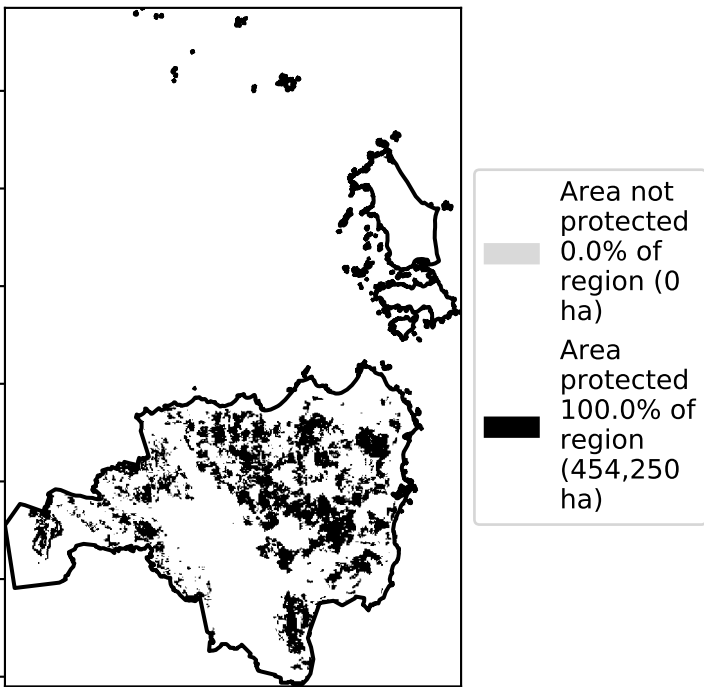 Area not
protected
0.0% of
region (0
ha)
Area
protected
100.0% of
region
(454,250
ha)